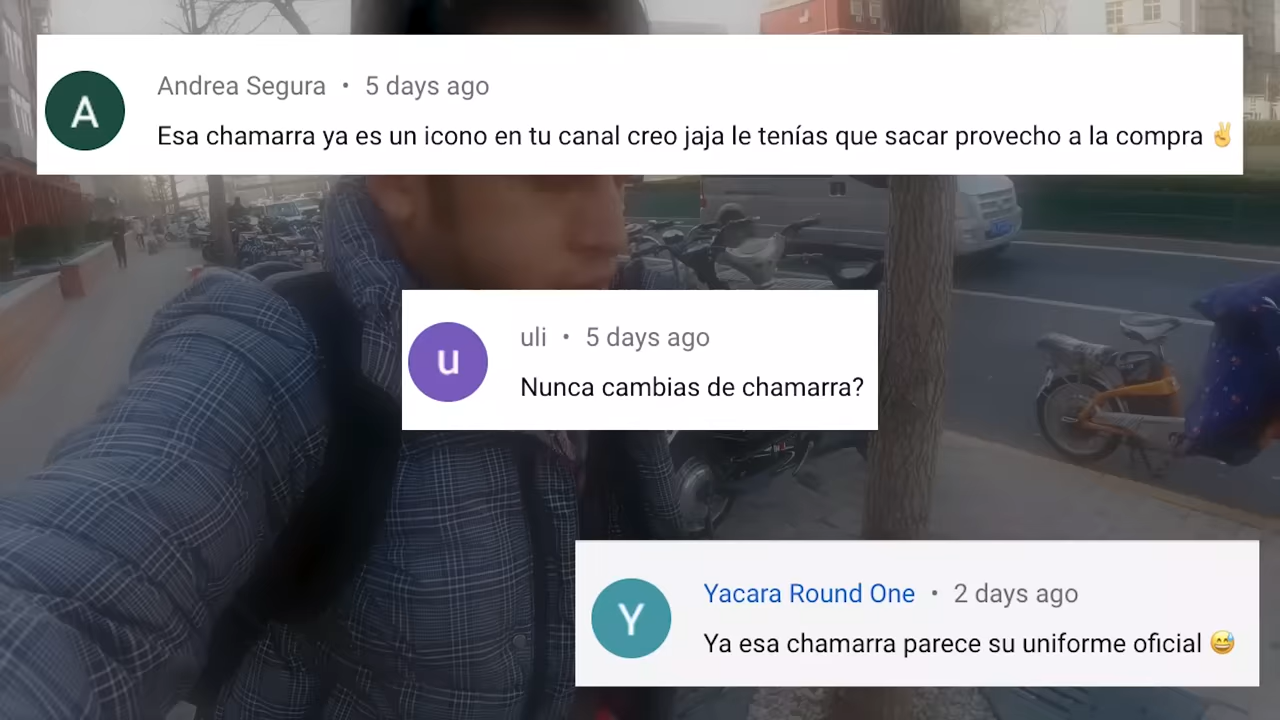 A
Andrea Segura • 5 days ago
Esa chamarra ya es un icono en tu canal creo jaja le tenías que sacar provecho a la compra ✌️
u
uli • 5 days ago
Nunca cambias de chamarra?
Y
Yacara Round One • 2 days ago
Ya esa chamarra parece su uniforme oficial 😅